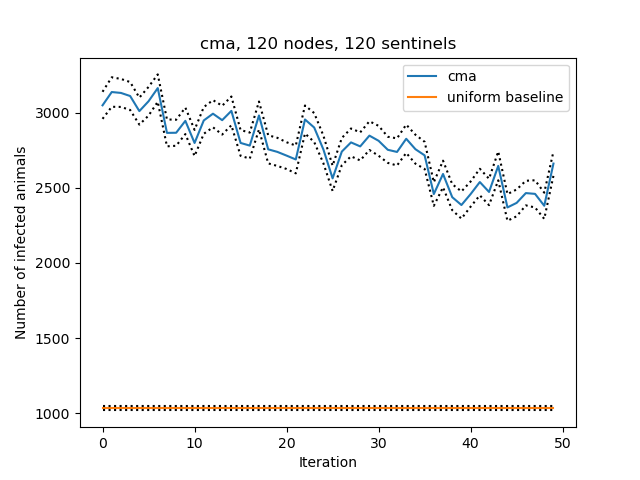 cma, 120 nodes, 120 sentinels
cma
uniform baseline
Number of infected animals
3000
2500
2000
1500
1000
0 10 20 30 40 50
Iteration